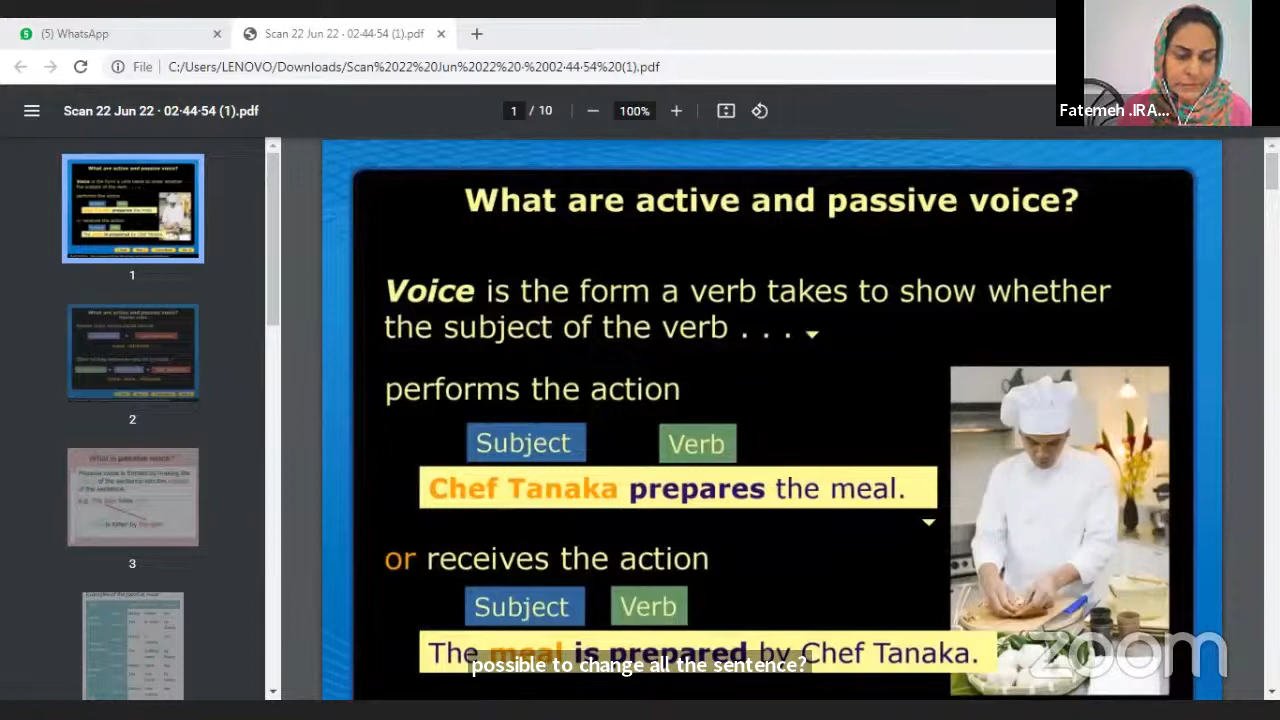 (5) WhatsApp
Scan 22 Jun 22 · 02-44-54 (1).pdf
File
C:/Users/LENOVO/Downloads/Scan%2022%20Jun%2022%20·%2002·44·54%20(1).pdf
Fatemeh .IRA...
Scan 22 Jun 22 · 02-44-54 (1).pdf
1 / 10
100%
What are active and passive voice?
Voice is the form a verb takes to show whether
the subject of the verb . . .
performs the action
Subject Verb
Chef Tanaka prepares the meal.
or receives the action
Subject Verb
The meal is prepared by Chef Tanaka.
possible to change all the sentence?
zoom
1
2
3
What is passive voice?